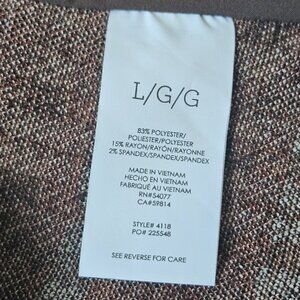 L/G/G
83% POLYESTER/
POLIESTER/POLYESTER
15% RAYON/RAYON/RAYONNE
2% SPANDEX/SPANDEX/SPANDEX
MADE IN VIETNAM
HECHO EN VIETNAM
FABRIQUÉ AU VIETNAM
RN#54077
CA#59814
STYLE# 4118
PO# 225548
SEE REVERSE FOR CARE